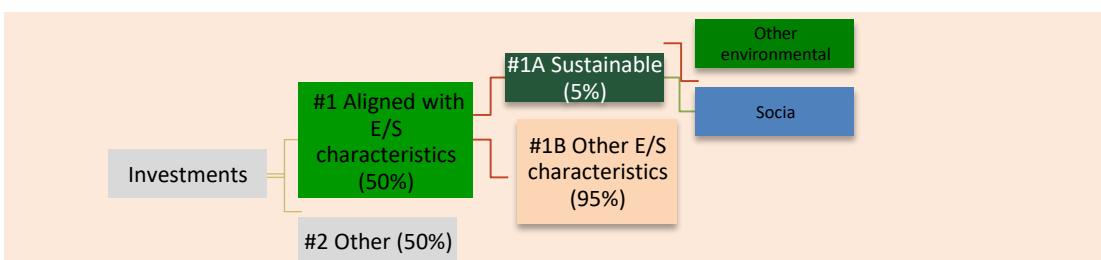 Investments
#1 Aligned with
E/S
characteristics
(50%)
#2 Other (50%)
#1A Sustainable
(5%)
#1B Other E/S
characteristics
(95%)
Other
environmental
Socia